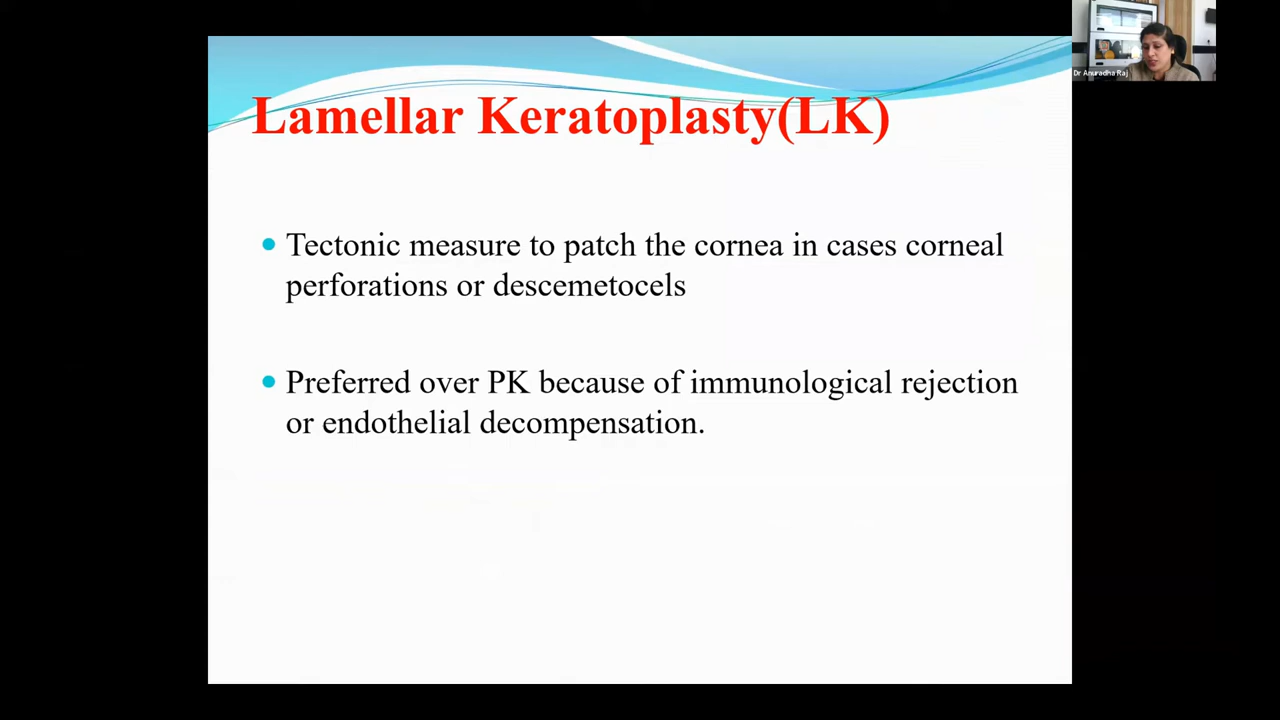 Dr Anuradha Raj
Lamellar Keratoplasty(LK)
Tectonic measure to patch the cornea in cases corneal
perforations or descemetocels
Preferred over PK because of immunological rejection
or endothelial decompensation.